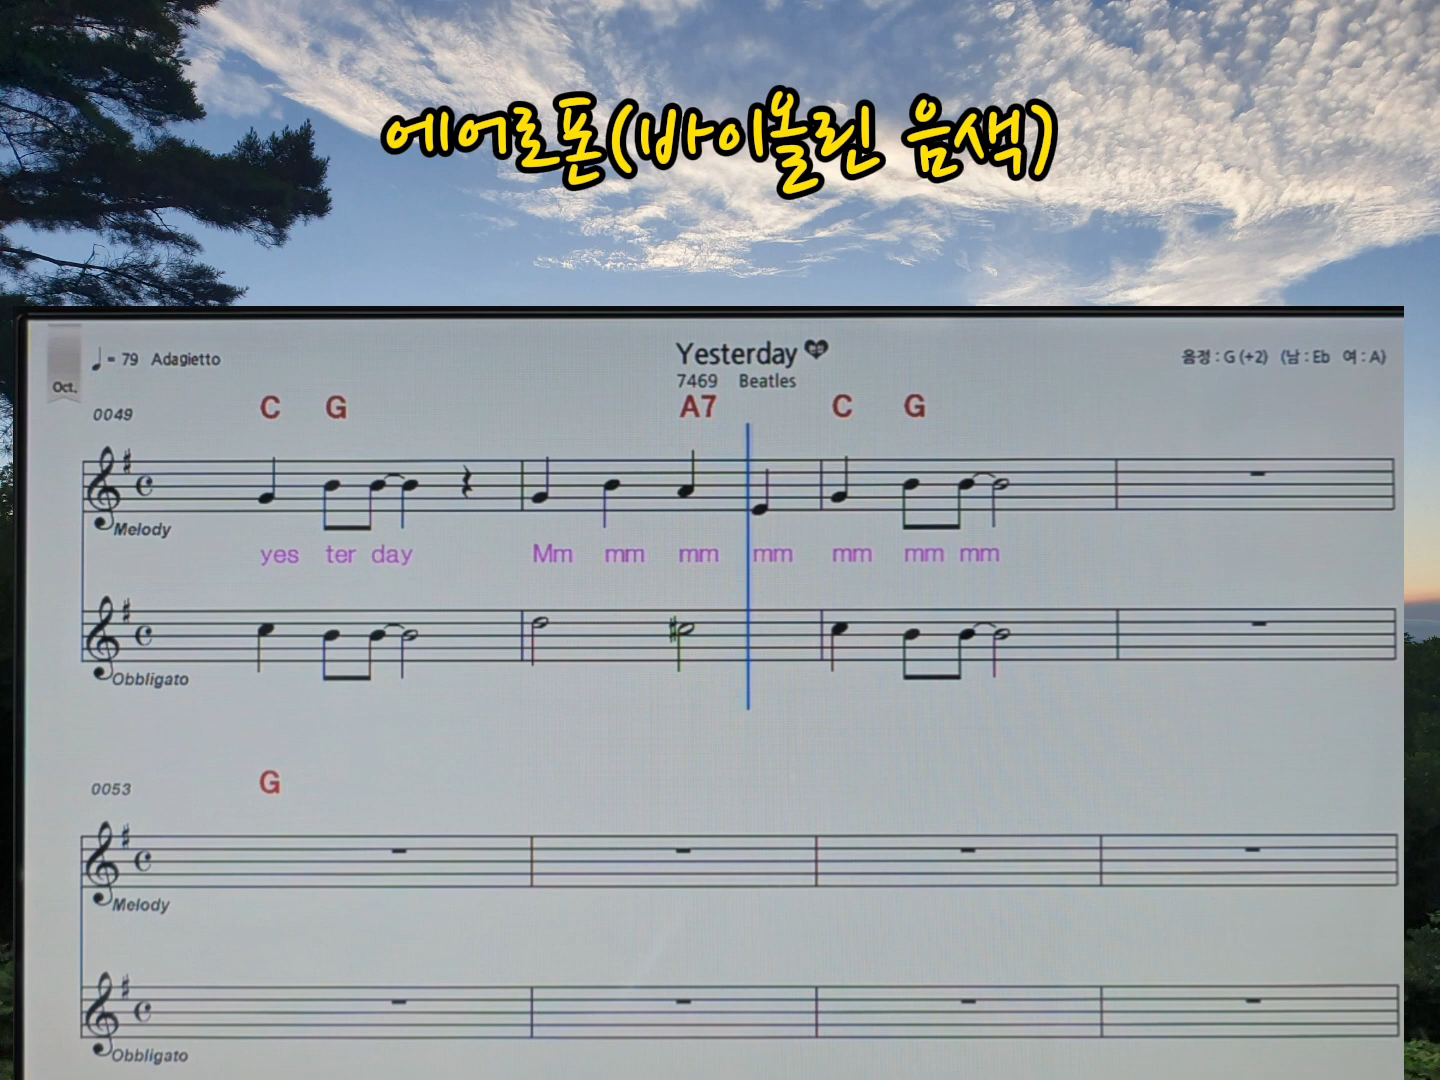 에어로폰(바이올린 음색)
♩= 79 Adagietto
Yesterday
음정 : G (+2) (남 : Eb 여 : A)
7469 Beatles
Oct.
0049
C G A7 C G
Melody
yes ter day Mm mm mm mm mm mm mm
Obbligato
0053
G
Melody
Obbligato